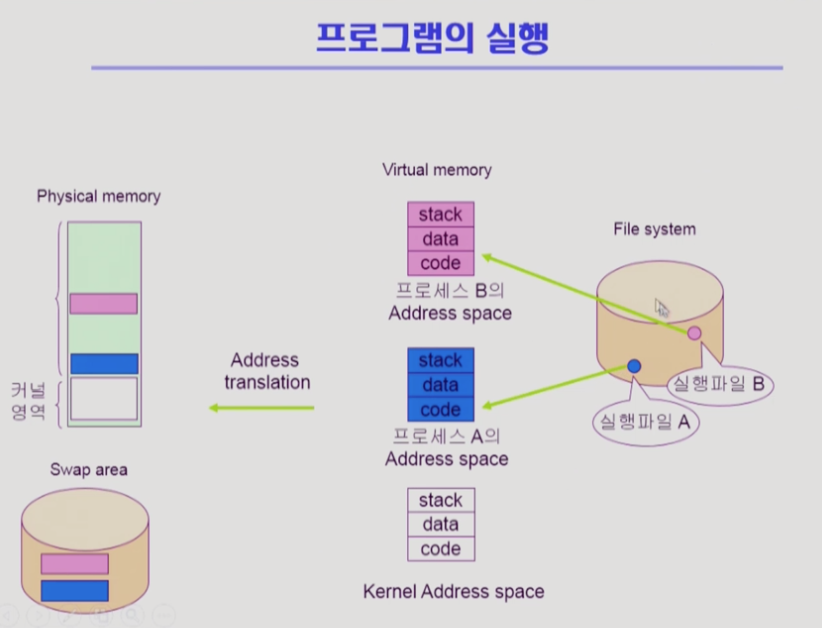 프로그램의 실행
Virtual memory
Physical memory
stack
data
code
File system
프로세스 B의
Address space
Address
translation
stack
data
code
실행파일 B
커널
영역
실행파일 A
프로세스 A의
Address space
Swap area
stack
data
code
Kernel Address space